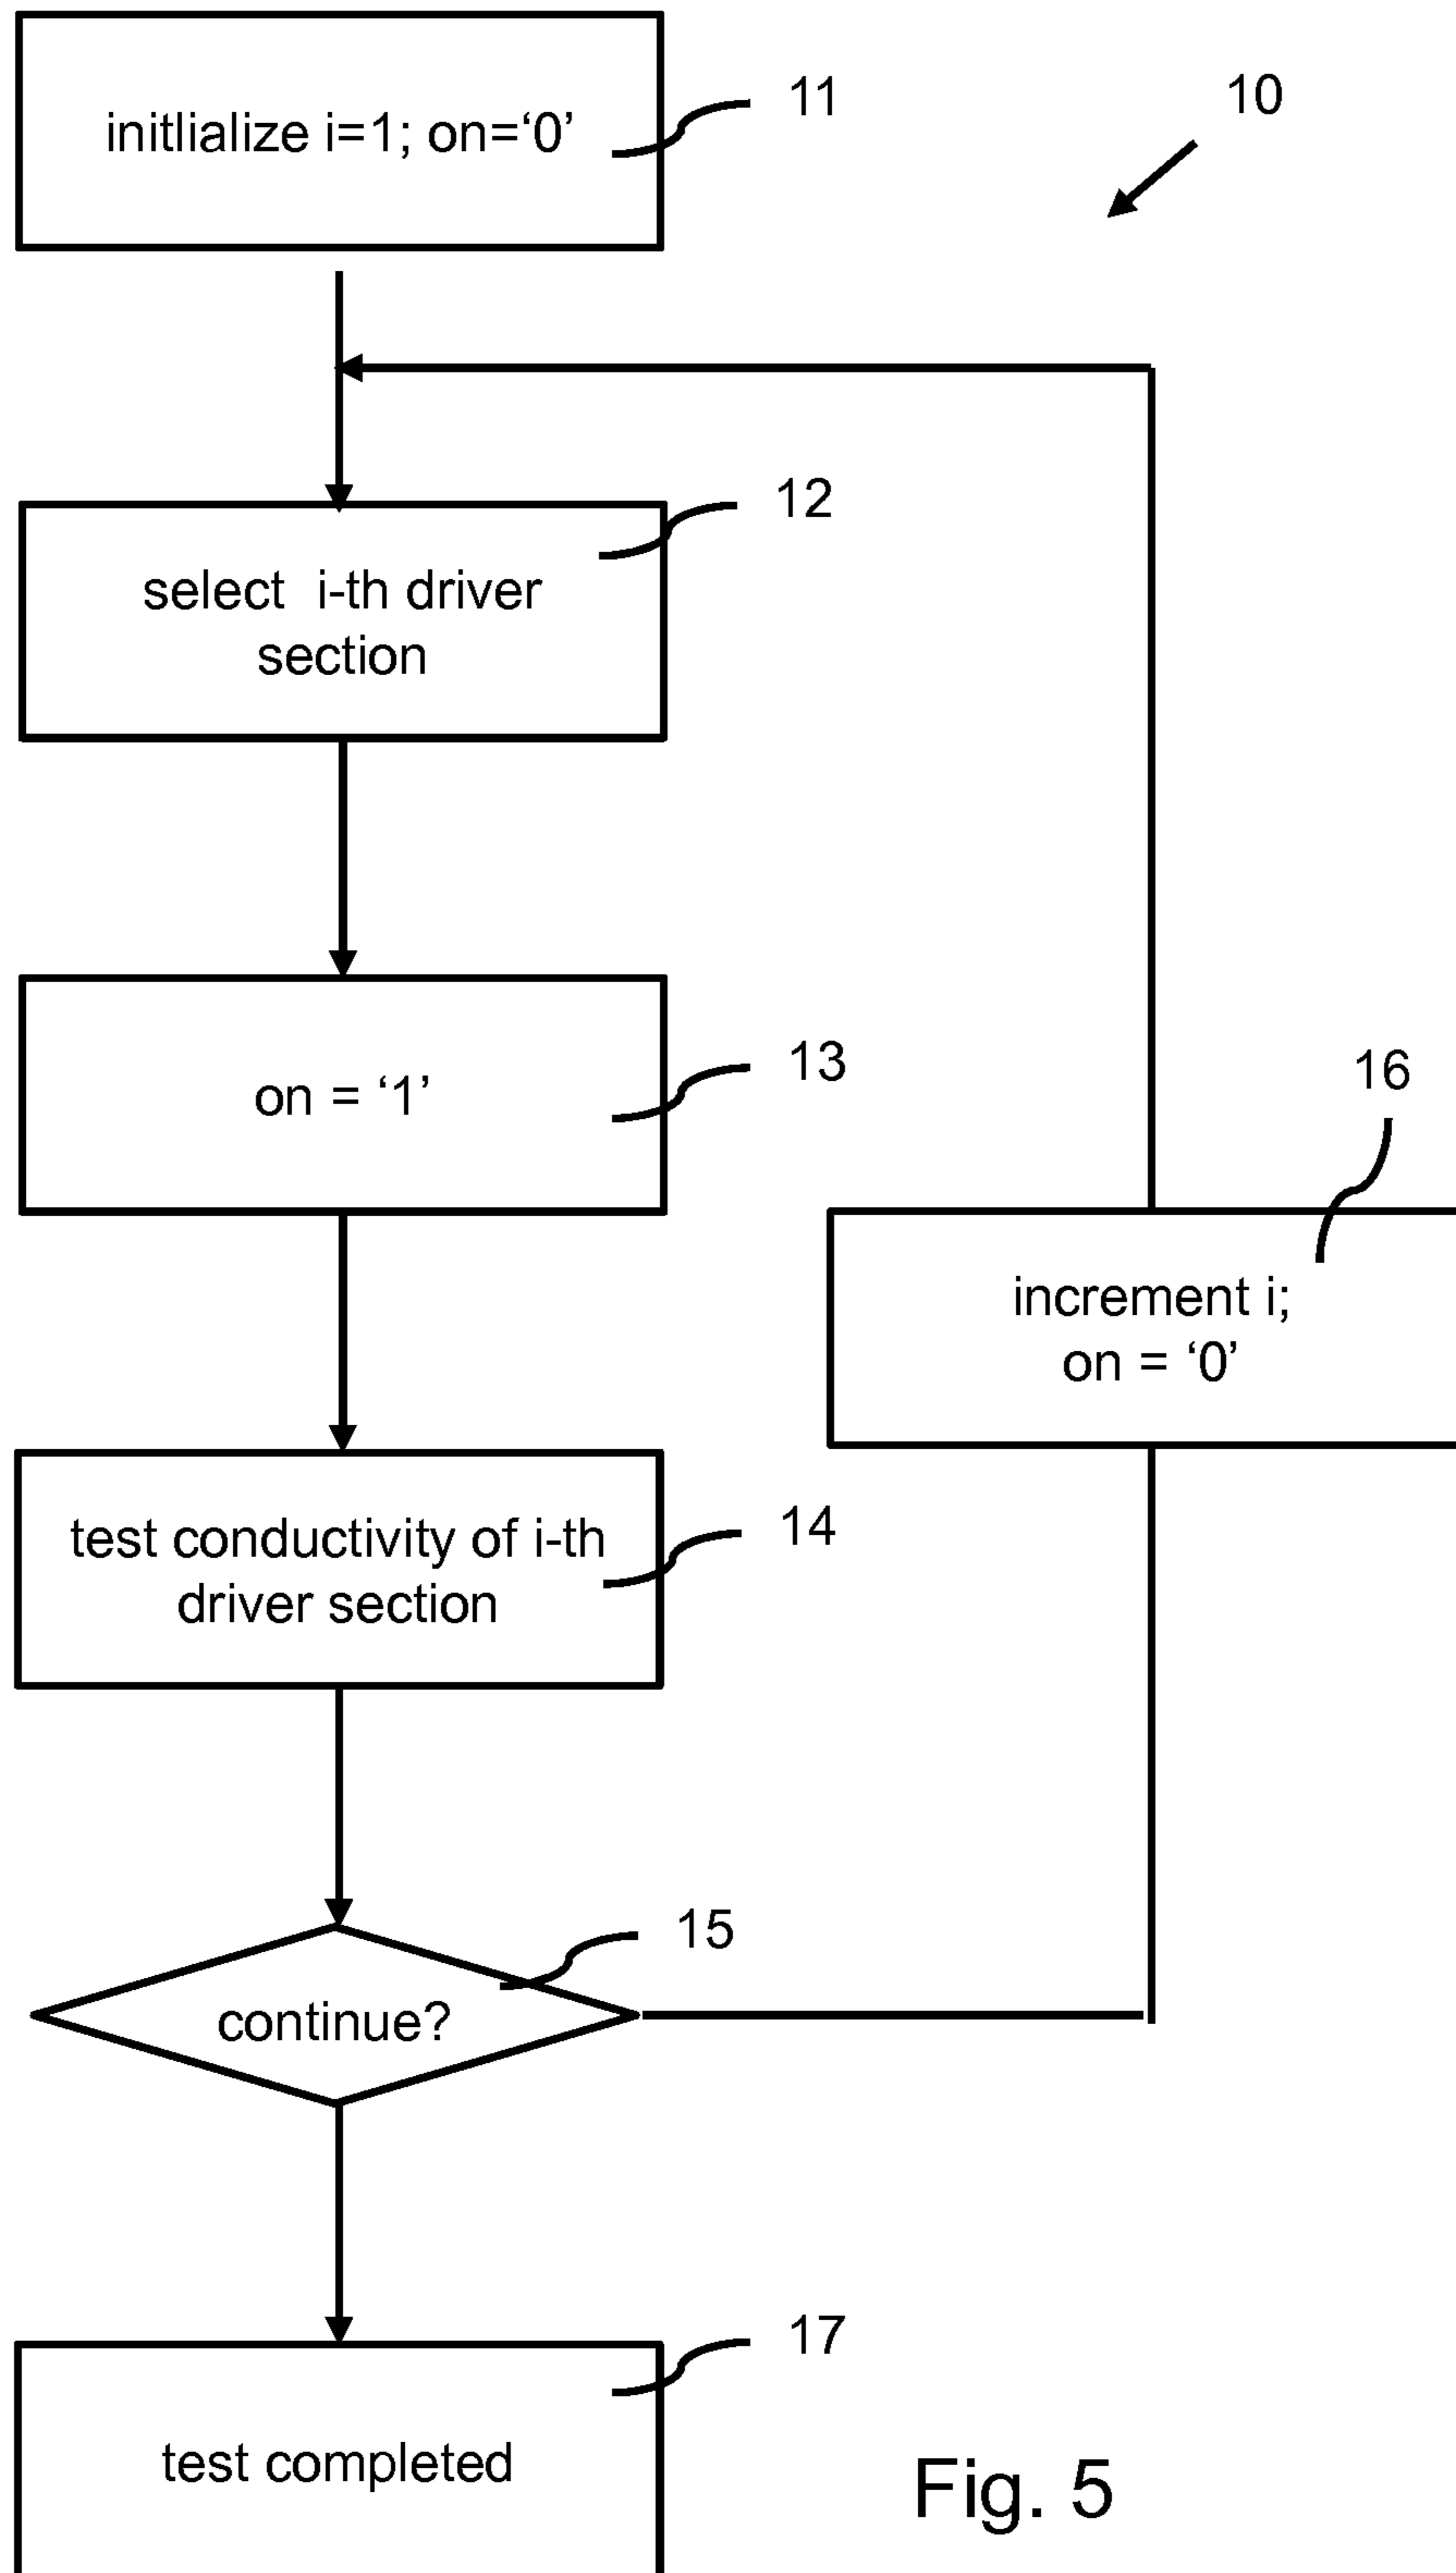 initlialize i=1; on=‘0’
11
10
12
select i-th driver
section
13
on = ‘1’
16
increment i;
on = ‘0’
14
test conductivity of i-th
driver section
15
continue?
17
test completed
Fig. 5